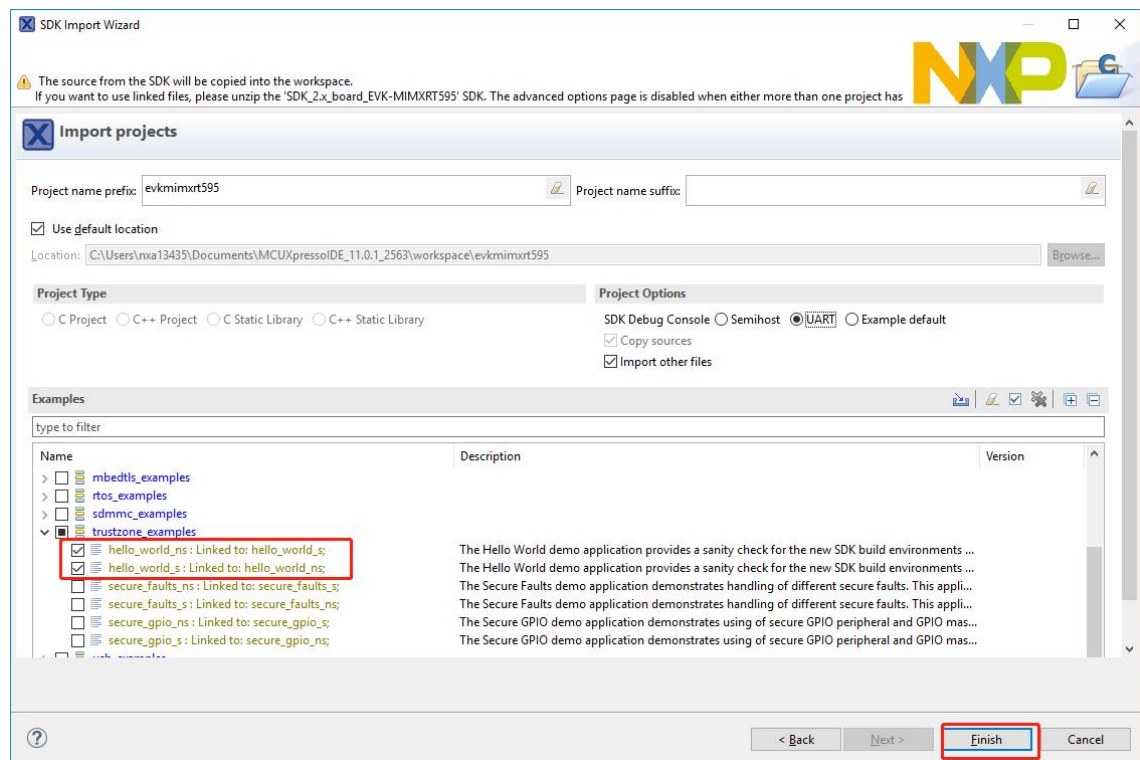 SDK Import Wizard
NXP
The source from the SDK will be copied into the workspace.
If you want to use linked files, please unzip the 'SDK_2.x_board_EVK-MIMXRT595' SDK. The advanced options page is disabled when either more than one project has
Import projects
Project name prefix: evkmimxrt595 Project name suffix:
Use default location
Location: C:\Users\nxa13435\Documents\MCUXpressoIDE_11.0.1_2563\workspace\evkmimxrt595 Browse...
Project Type Project Options
C Project C++ Project C Static Library C++ Static Library SDK Debug Console Semihost UART Example default
Copy sources
Import other files
Examples
type to filter
Name Description Version
mbedtls_examples
rtos_examples
sdmmc_examples
trustzone_examples
hello_world_ns : Linked to: hello_world_s; The Hello World demo application provides a sanity check for the new SDK build environments ...
hello_world_s : Linked to: hello_world_ns; The Hello World demo application provides a sanity check for the new SDK build environments ...
secure_faults_ns : Linked to: secure_faults_s; The Secure Faults demo application demonstrates handling of different secure faults. This appli...
secure_faults_s : Linked to: secure_faults_ns; The Secure Faults demo application demonstrates handling of different secure faults. This appli...
secure_gpio_ns : Linked to: secure_gpio_s; The Secure GPIO demo application demonstrates using of secure GPIO peripheral and GPIO mas...
secure_gpio_s : Linked to: secure_gpio_ns; The Secure GPIO demo application demonstrates using of secure GPIO peripheral and GPIO mas...
< Back Next > Finish Cancel